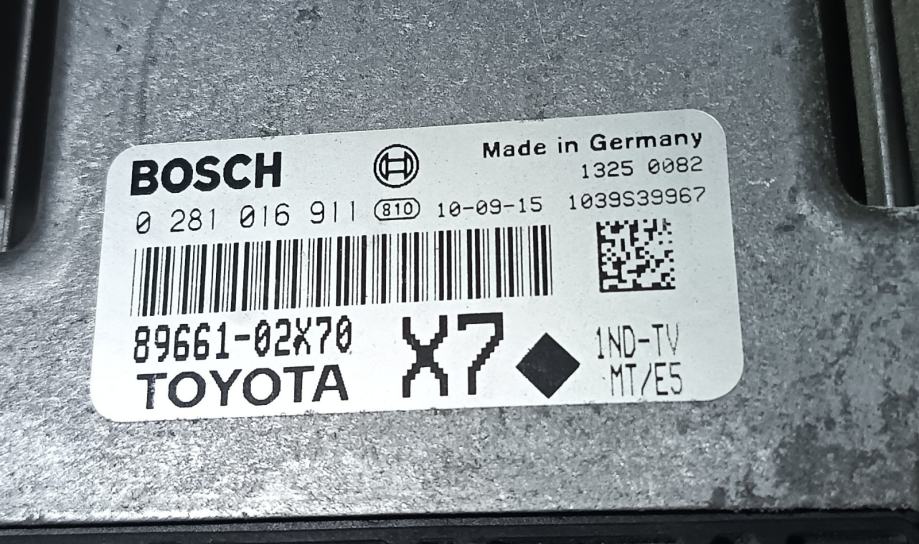 BOSCH
Made in Germany
1325 0082
0 281 016 911 810 10-09-15 1039S39967
89661-02X70
TOYOTA
X7
1ND-TV
MT/E5